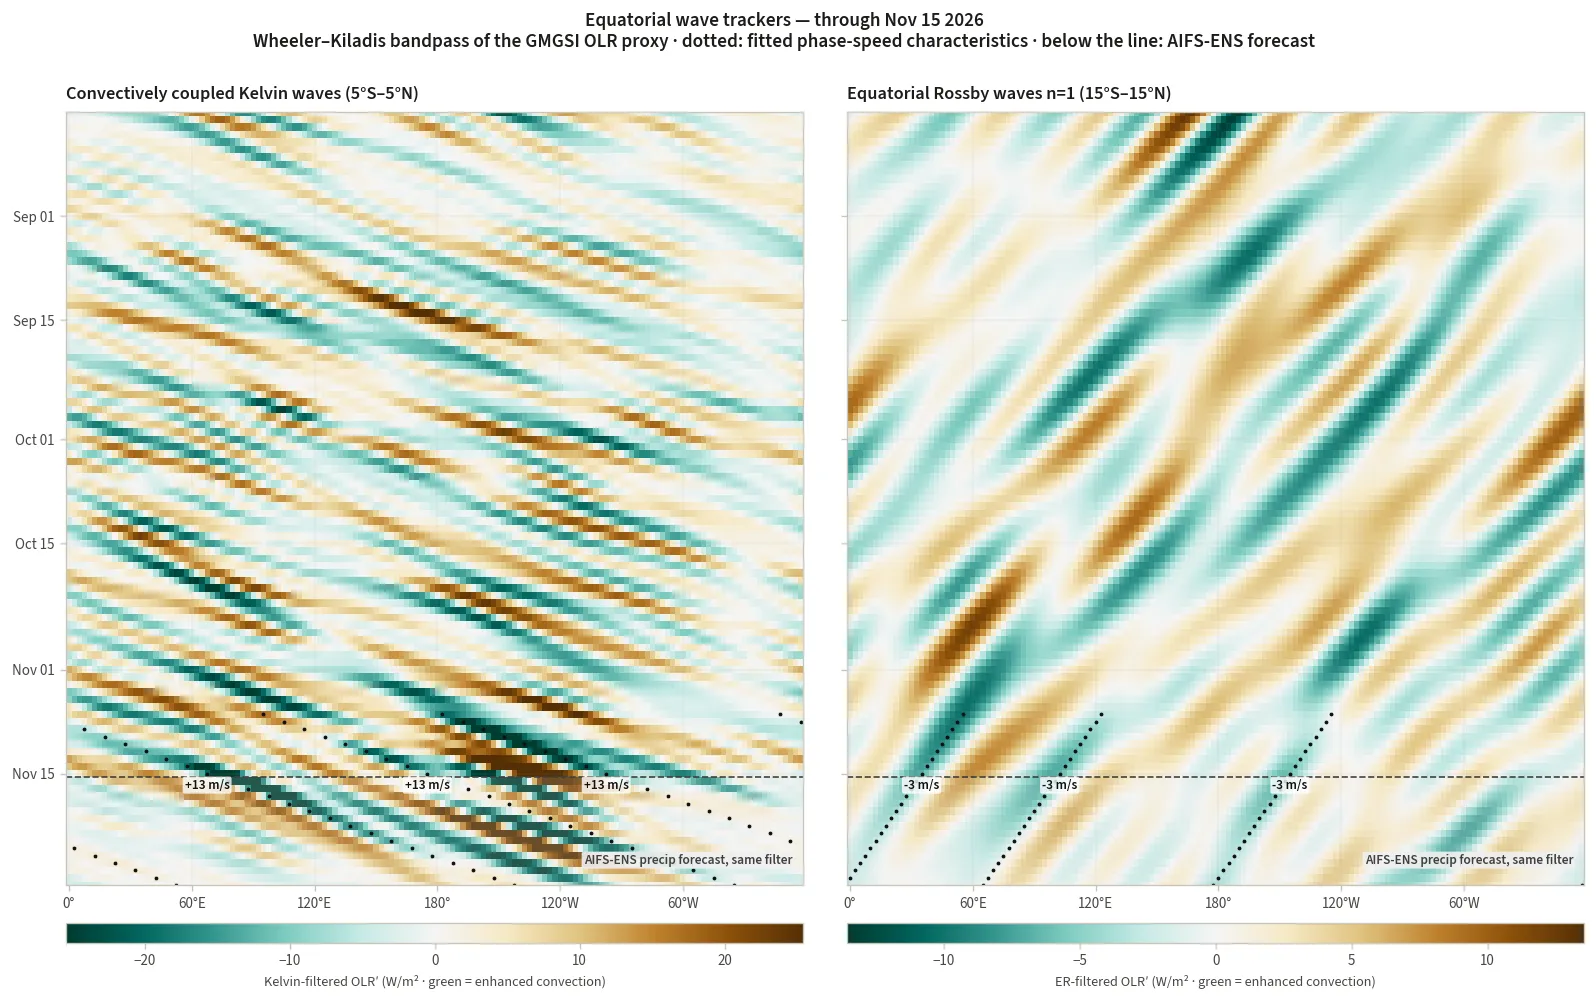 Equatorial wave trackers — through Nov 15 2026
Wheeler–Kiladis bandpass of the GMGSI OLR proxy · dotted: fitted phase-speed characteristics · below the line: AIFS-ENS forecast
Convectively coupled Kelvin waves (5°S–5°N)
Sep 01
Sep 15
Oct 01
Oct 15
Nov 01
Nov 15
+13 m/s
+13 m/s
+13 m/s
AIFS-ENS precip forecast, same filter
0°
60°E
120°E
180°
120°W
60°W
−20
−10
0
10
20
Kelvin-filtered OLR′ (W/m² · green = enhanced convection)
Equatorial Rossby waves n=1 (15°S–15°N)
-3 m/s
-3 m/s
-3 m/s
AIFS-ENS precip forecast, same filter
0°
60°E
120°E
180°
120°W
60°W
−10
−5
0
5
10
ER-filtered OLR′ (W/m² · green = enhanced convection)